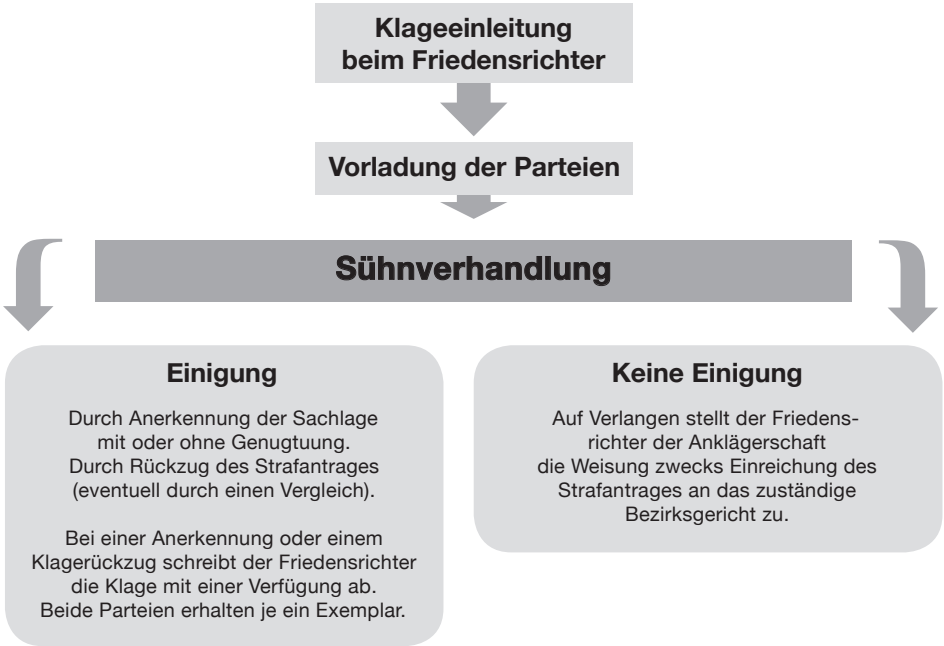 Klageeinleitung
beim Friedensrichter
Vorladung der Parteien
Sühnverhandlung
Einigung
Durch Anerkennung der Sachlage
mit oder ohne Genugtuung.
Durch Rückzug des Strafantrages
(eventuell durch einen Vergleich).
Bei einer Anerkennung oder einem
Klagerückzug schreibt der Friedensrichter
die Klage mit einer Verfügung ab.
Beide Parteien erhalten je ein Exemplar.
Keine Einigung
Auf Verlangen stellt der Friedens-
richter der Anklägerschaft
die Weisung zwecks Einreichung des
Strafantrages an das zuständige
Bezirksgericht zu.